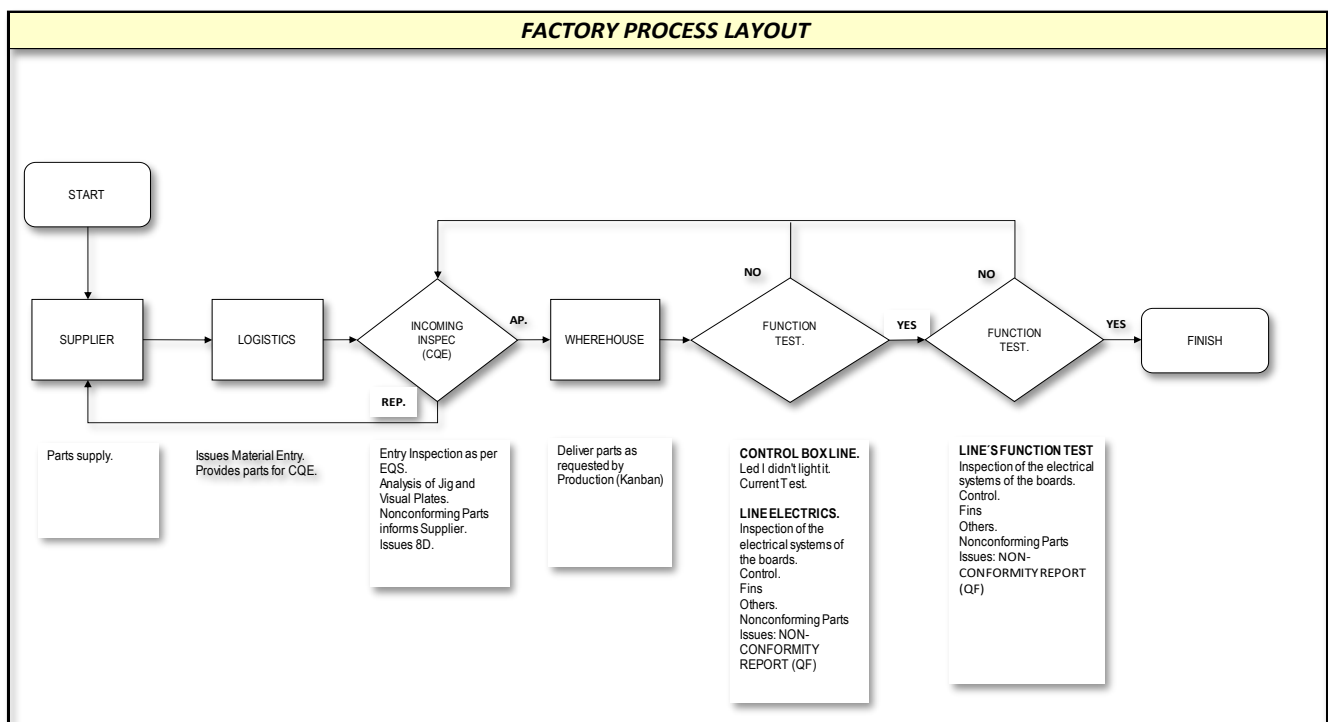 FACTORY PROCESS LAYOUT
START
NO
NO
SUPPLIER
LOGISTICS
INCOMING
INSPEC
(CQE)
AP.
WHEREHOUSE
FUNCTION
TEST.
YES
FUNCTION
TEST.
YES
FINISH
REP.
Parts supply.
Issues Material Entry.
Provides parts for CQE.
Entry Inspection as per
EQS.
Analysis of Jig and
Visual Plates.
Nonconforming Parts
informs Supplier.
Issues 8D.
Deliver parts as
requested by
Production (Kanban)
CONTROL BOX LINE.
Led I didn't light it.
Current Test.
LINE ELECTRICS.
Inspection of the
electrical systems of
the boards.
Control.
Fins
Others.
Nonconforming Parts
Issues: NON-
CONFORMITY
REPORT (QF)
LINE´S FUNCTION TEST
Inspection of the electrical
systems of the boards.
Control.
Fins
Others.
Nonconforming Parts
Issues: NON-
CONFORMITY REPORT
(QF)